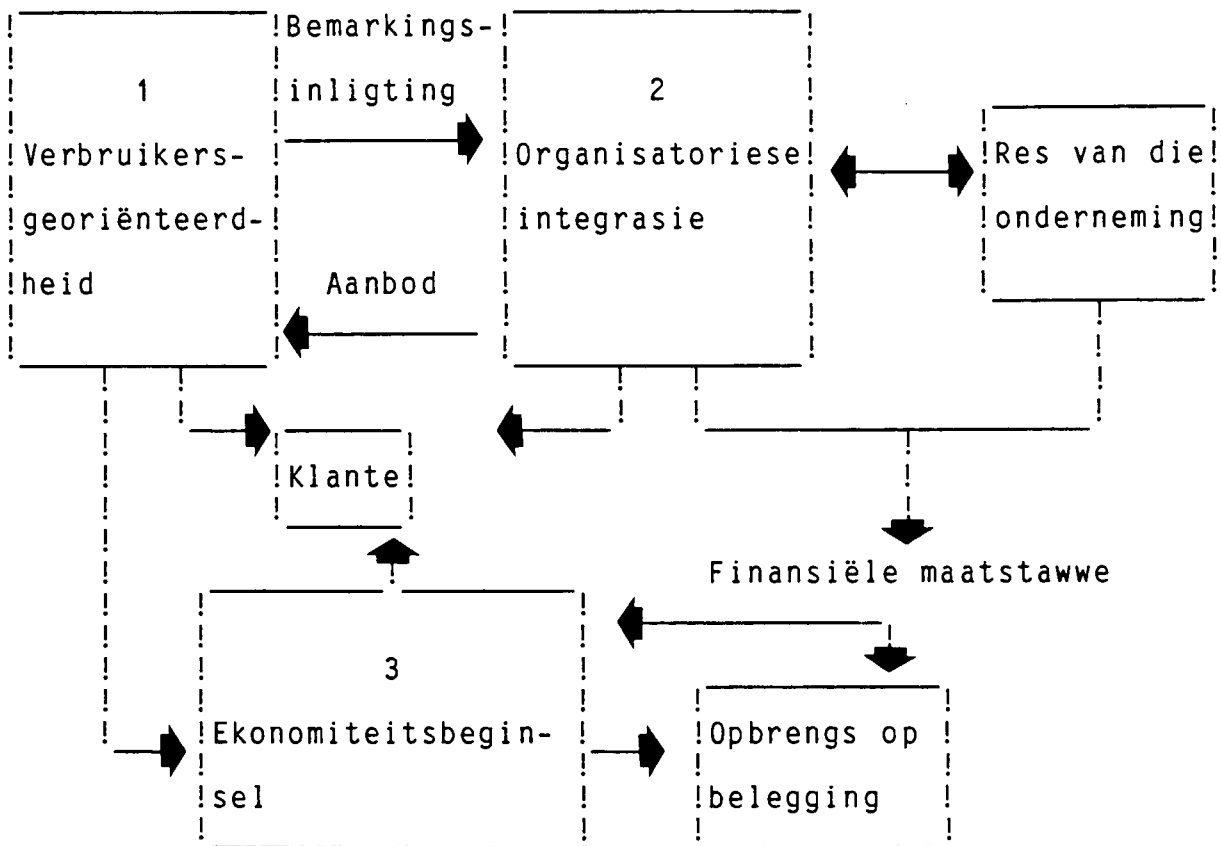 Bemarkings-
inligting
1
Verbruikers-
georiënteerd-
heid
Aanbod
2
Organisatoriese
integrasie
Res van die
onderneming
Klante
Finansiële maatstawwe
3
Ekonomiteitsbegin-
sel
Opbrengs op
belegging